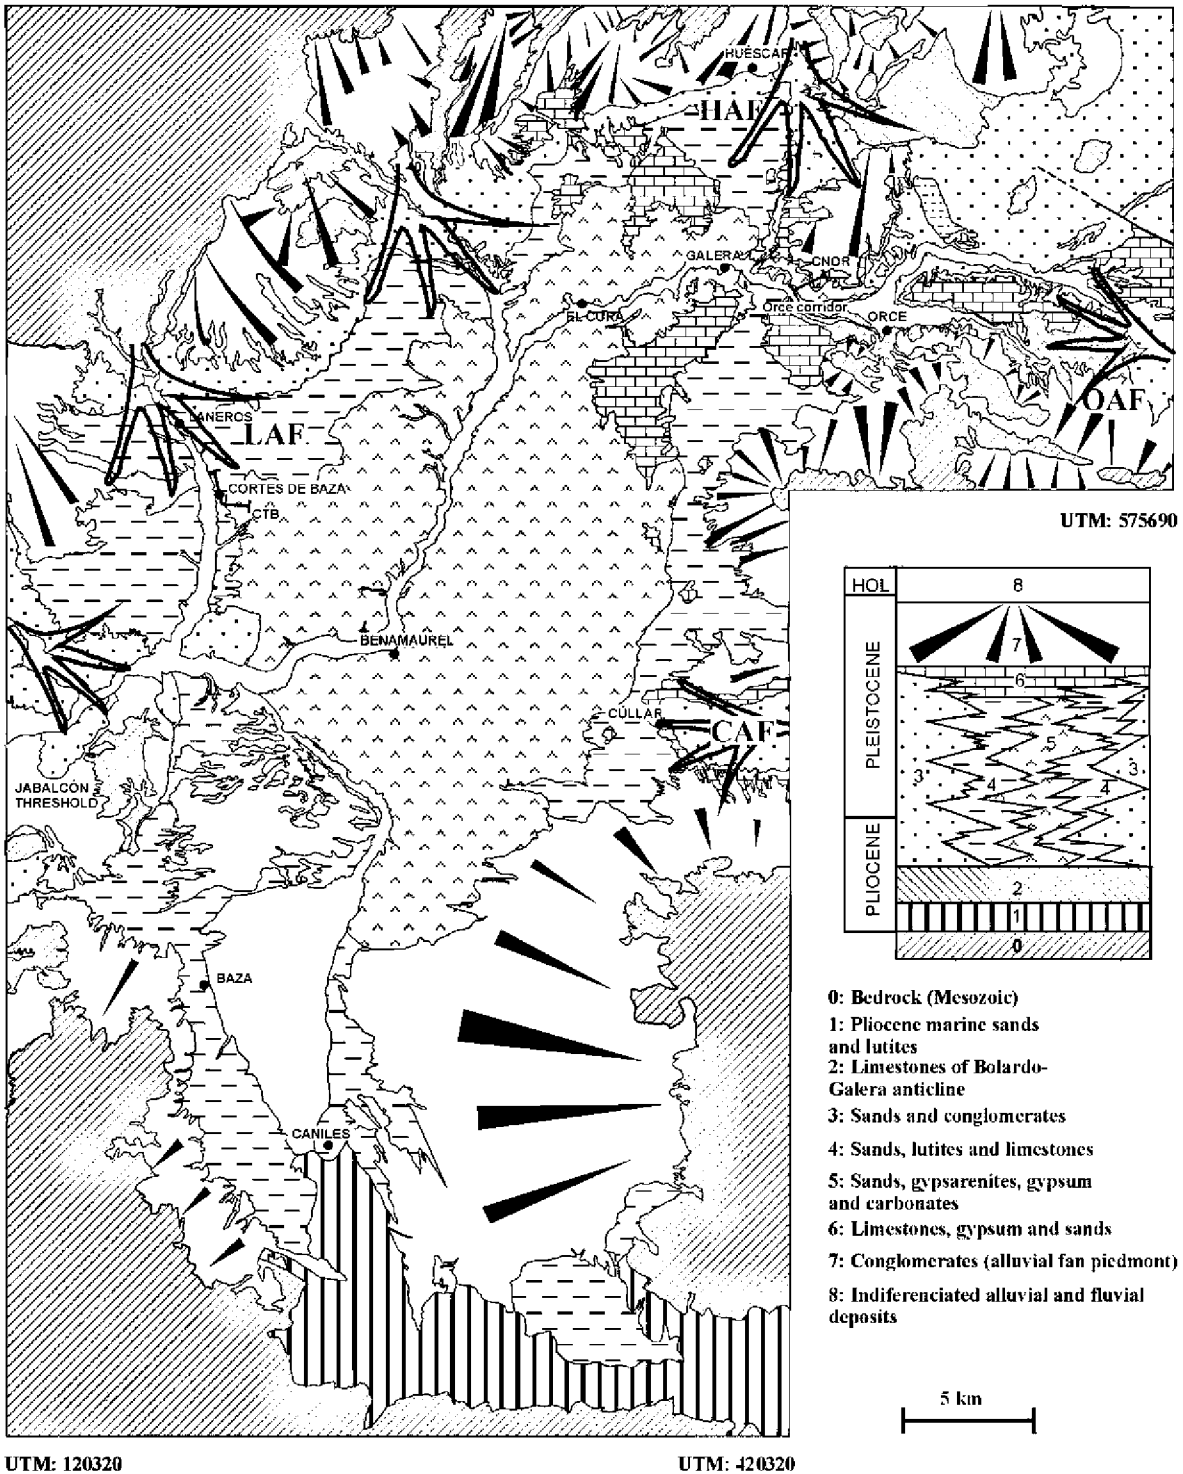 HUÉSCAR
HAF
GALERA
CNOR
EL CURA
Orce corridor
ORCE
OAF
LANEROS
LAF
CORTES DE BAZA
CTB
UTM: 575690
HOL
8
BENAMAUREL
PLEISTOCENE
7
6
5
3
4
4
3
CÚLLAR
CAF
JABALCÓN
THRESHOLD
PLIOCENE
2
1
0
BAZA
CANILES
0: Bedrock (Mesozoic)
1: Pliocene marine sands
and lutites
2: Limestones of Bolardo-
Galera anticline
3: Sands and conglomerates
4: Sands, lutites and limestones
5: Sands, gypsarenites, gypsum
and carbonates
6: Limestones, gypsum and sands
7: Conglomerates (alluvial fan piedmont)
8: Indiferenciated alluvial and fluvial
deposits
5 km
UTM: 120320
UTM: 420320